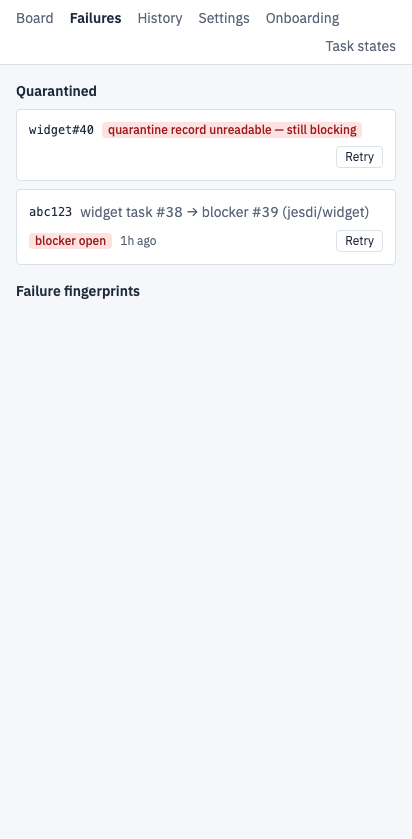 Board Failures History Settings Onboarding
Task states
Quarantined
widget#40 quarantine record unreadable — still blocking
Retry
abc123 widget task #38 → blocker #39 (jesdi/widget)
blocker open 1h ago Retry
Failure fingerprints